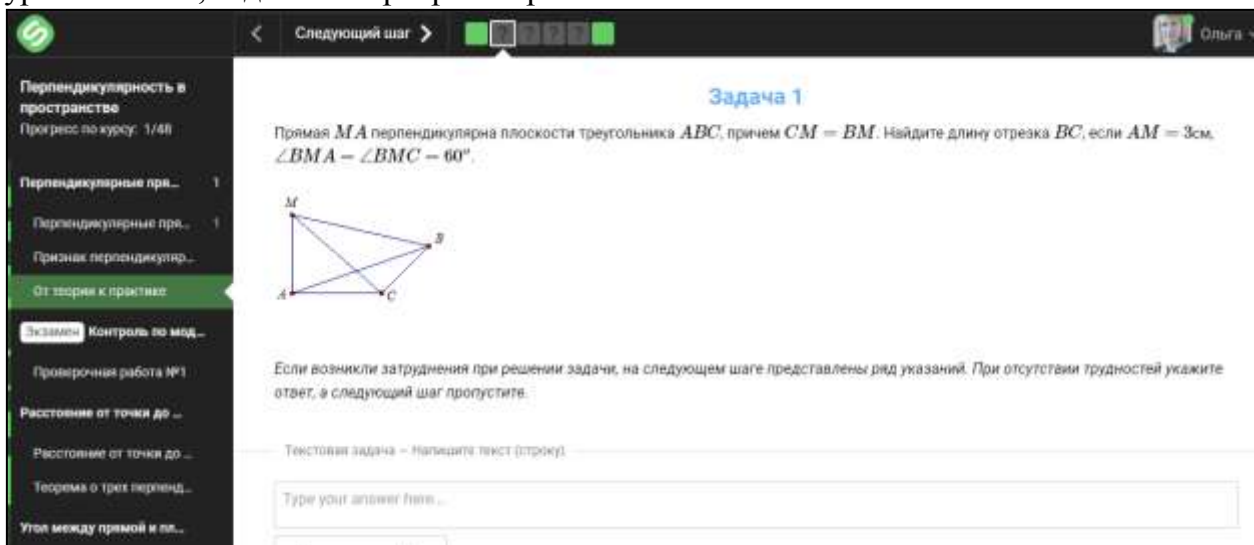 Следующий шаг
Ольга
Перпендикулярность в
пространстве
Прогресс по курсу: 1/48
Перпендикулярные пря... 1
Перпендикулярные пря... 1
Признак перпендикуляр...
От теории к практике
Экзамен Контроль по мод...
Проверочная работа №1
Расстояние от точки до ...
Расстояние от точки до ...
Теорема о трех перпенд...
Угол между прямой и пл...
Задача 1
Прямая MA перпендикулярна плоскости треугольника ABC, причем CM = BM. Найдите длину отрезка BC, если AM = 3см,
∠BMA = ∠BMC = 60°.
M
B
A
C
Если возникли затруднения при решении задачи, на следующем шаге представлены ряд указаний. При отсутствии трудностей укажите
ответ, а следующий шаг пропустите.
Текстовая задача – Напишите текст (строку)
Type your answer here...